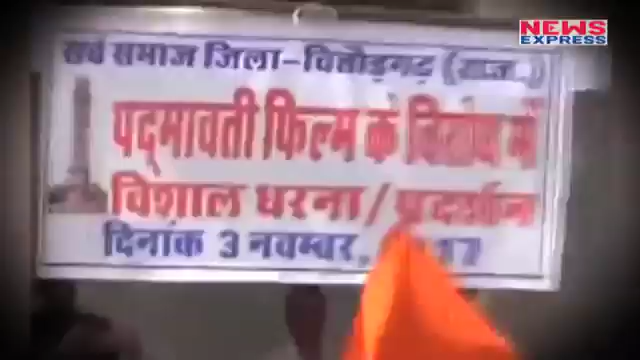 NEWS
EXPRESS
सर्व समाज जिला-चित्तौड़गढ़ (राज.)
पद्मावती फिल्म के विरोध में
विशाल धरना/प्रदर्शन
दिनांक 3 नवम्बर,